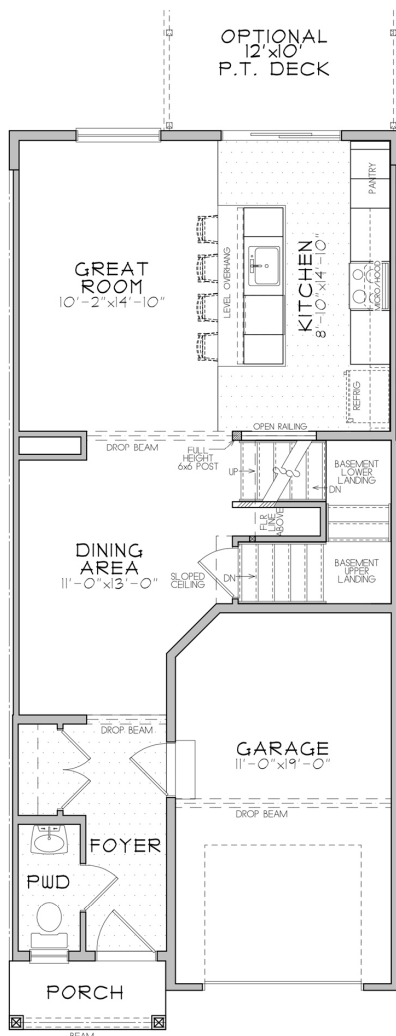 OPTIONAL
12'x10'
P.T. DECK
PANTRY
GREAT
ROOM
10'-2"x14'-10"
LEVEL OVERHANG
KITCHEN
8'-10"x14'-10"
MICRO/HOOD
REFRIG
OPEN RAILING
DROP BEAM
FULL
HEIGHT
6x6 POST
UP
DN
BASEMENT
LOWER
LANDING
FLR
LINE
ABOVE
DINING
AREA
11'-0"x13'-0"
SLOPED
CEILING
DN
BASEMENT
UPPER
LANDING
DROP BEAM
GARAGE
11'-0"x19'-0"
DROP BEAM
FOYER
PWD
PORCH
BEAM